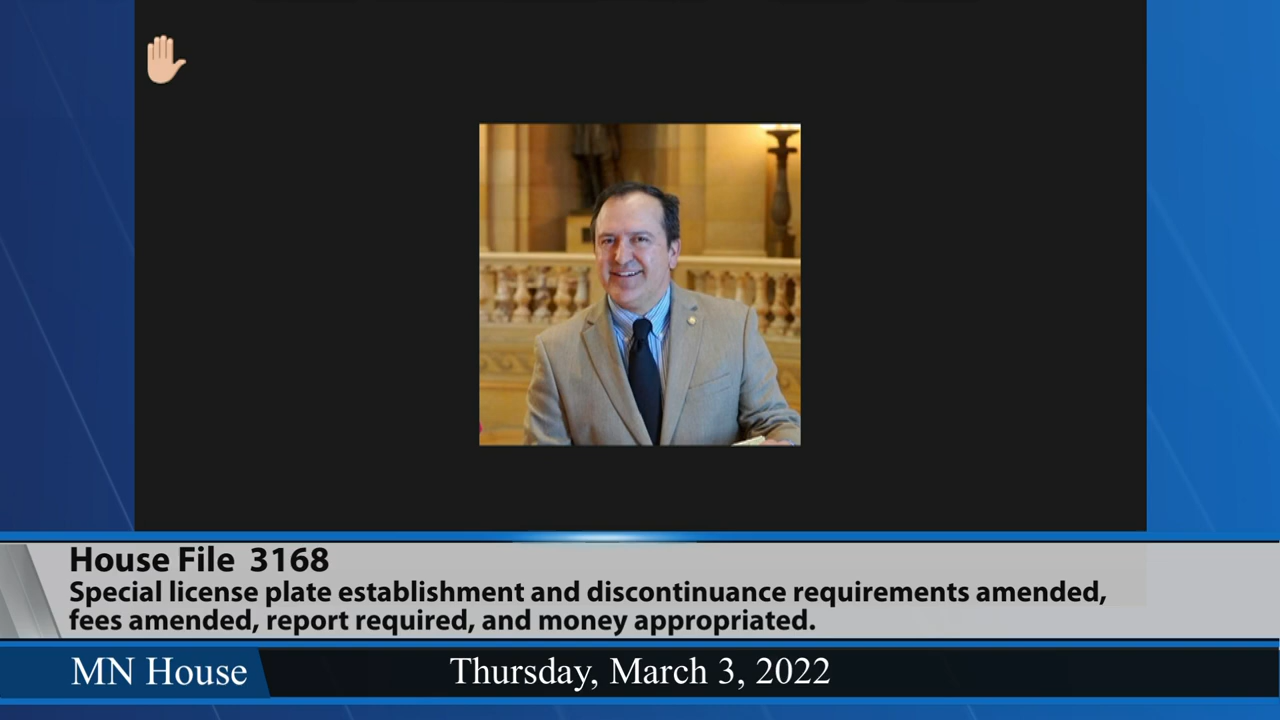 House File 3168
Special license plate establishment and discontinuance requirements amended,
fees amended, report required, and money appropriated.
MN House
Thursday, March 3, 2022